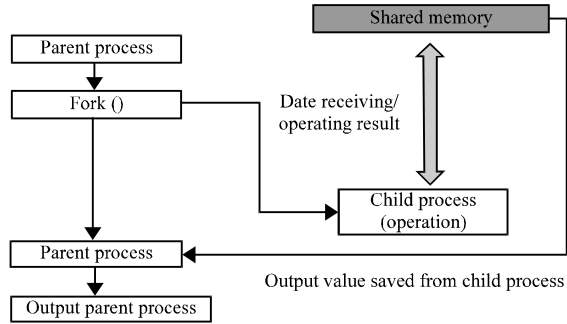 Shared memory
Parent process
Fork ()
Date receiving/
operating result
Child process
(operation)
Parent process
Output value saved from child process
Output parent process